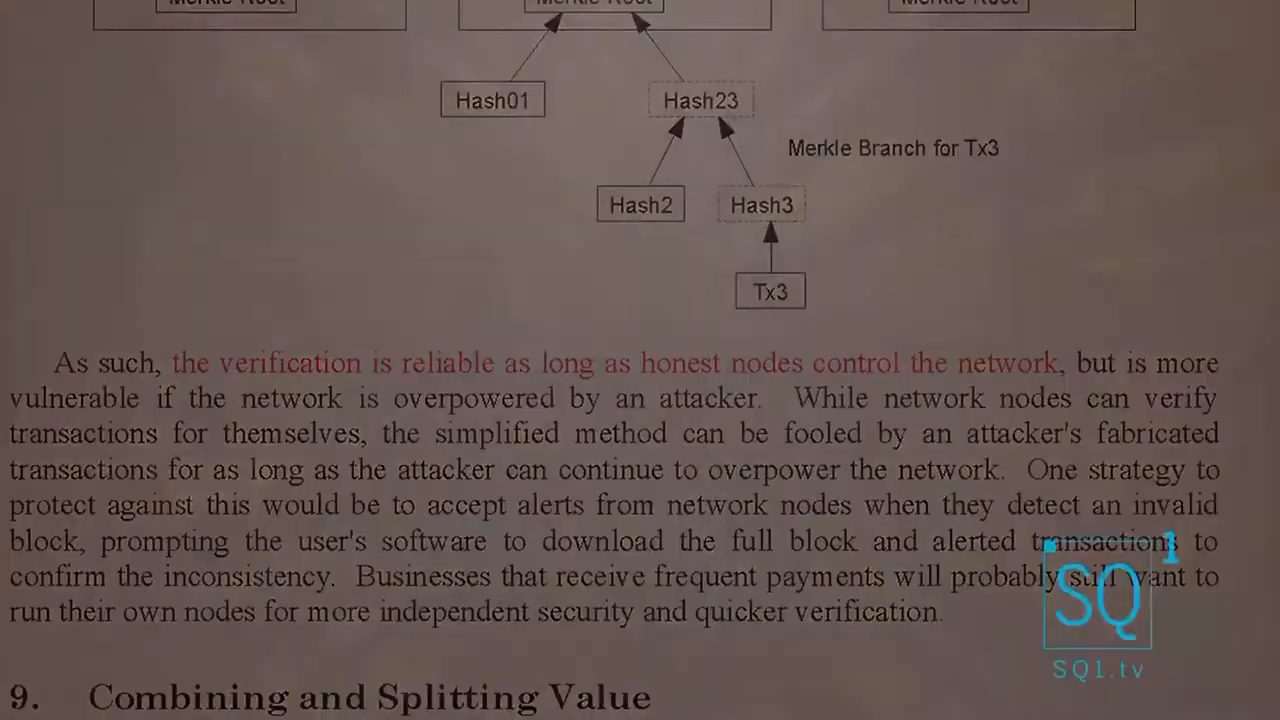 Merkle Root Merkle Root Merkle Root
Hash01 Hash23
Merkle Branch for Tx3
Hash2 Hash3
Tx3
As such, the verification is reliable as long as honest nodes control the network, but is more
vulnerable if the network is overpowered by an attacker. While network nodes can verify
transactions for themselves, the simplified method can be fooled by an attacker's fabricated
transactions for as long as the attacker can continue to overpower the network. One strategy to
protect against this would be to accept alerts from network nodes when they detect an invalid
block, prompting the user's software to download the full block and alerted transactions to
confirm the inconsistency. Businesses that receive frequent payments will probably still want to
run their own nodes for more independent security and quicker verification.
SQ1
SQ1.tv
9. Combining and Splitting Value